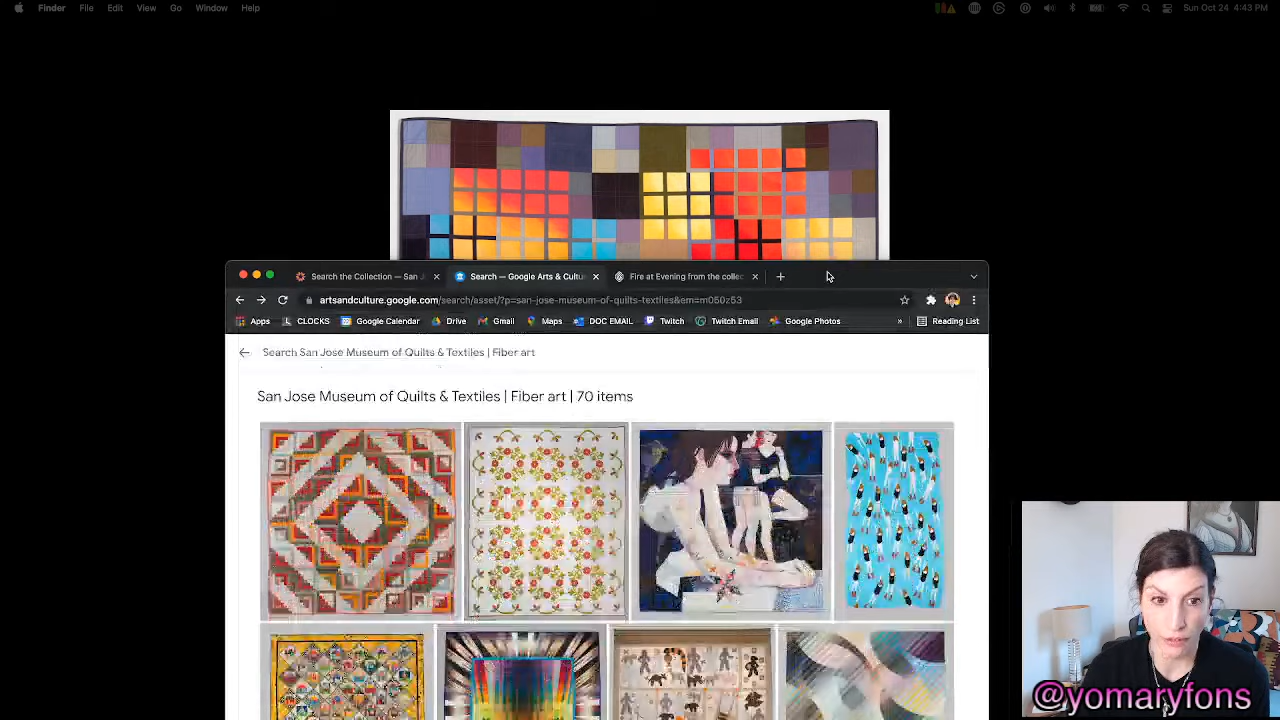 Finder File Edit View Go Window Help Sun Oct 24 4:43 PM
Search the Collection — San J Search — Google Arts & Cultu Fire at Evening from the collec
artsandculture.google.com/search/asset/?p=san-jose-museum-of-quilts-textiles&em=m050z53
Apps CLOCKS Google Calendar Drive Gmail Maps DOC EMAIL Twitch Twitch Email Google Photos » Reading List
Search San Jose Museum of Quilts & Textiles | Fiber art
San Jose Museum of Quilts & Textiles | Fiber art | 70 items
@yomaryfons